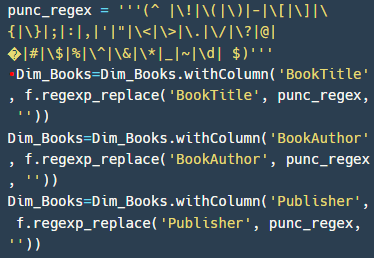 punc_regex = '''(^ |\!|\(|\)|-|\[|\]|\
{|\}|;|:|,|'|"|\<|\>|\.|\/|\?|@|
�|#|\$|%|\^|\&|\*|_|~|\d| $)'''
Dim_Books=Dim_Books.withColumn('BookTitle'
, f.regexp_replace('BookTitle', punc_regex,
''))
Dim_Books=Dim_Books.withColumn('BookAuthor'
, f.regexp_replace('BookAuthor', punc_regex
, ''))
Dim_Books=Dim_Books.withColumn('Publisher',
f.regexp_replace('Publisher', punc_regex,
''))